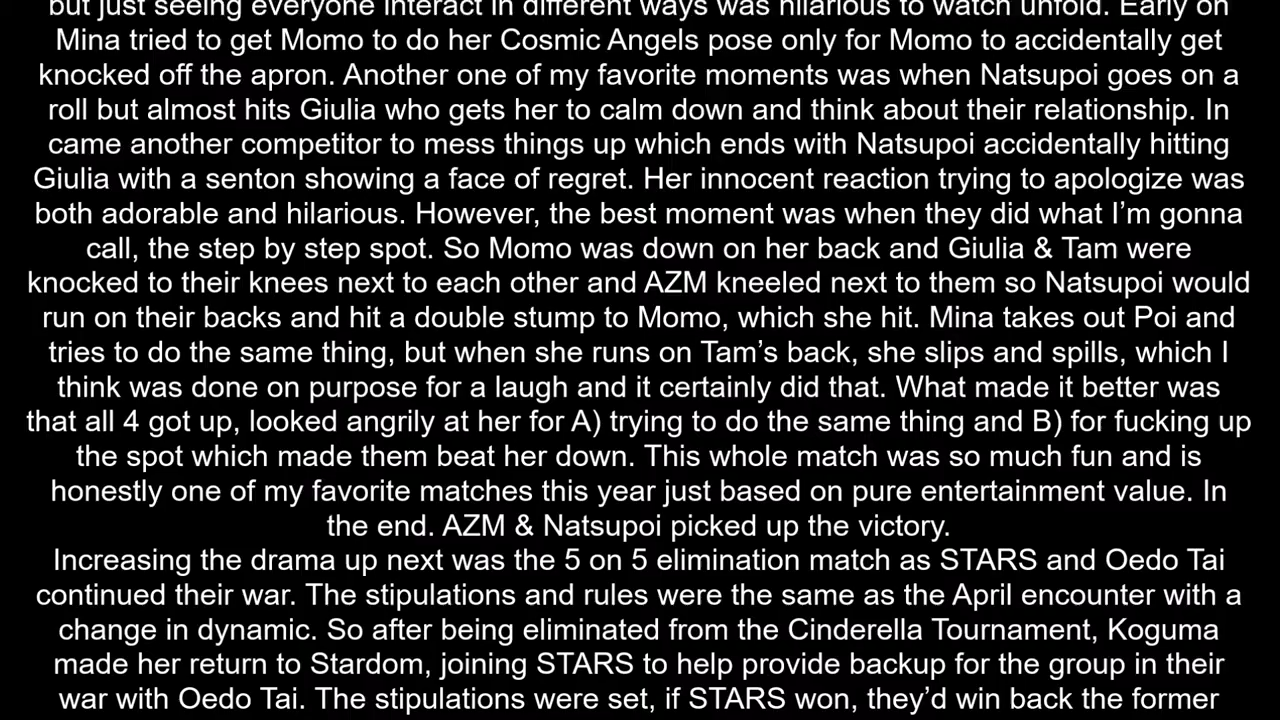 but just seeing everyone interact in different ways was hilarious to watch unfold. Early on
Mina tried to get Momo to do her Cosmic Angels pose only for Momo to accidentally get
knocked off the apron. Another one of my favorite moments was when Natsupoi goes on a
roll but almost hits Giulia who gets her to calm down and think about their relationship. In
came another competitor to mess things up which ends with Natsupoi accidentally hitting
Giulia with a senton showing a face of regret. Her innocent reaction trying to apologize was
both adorable and hilarious. However, the best moment was when they did what I’m gonna
call, the step by step spot. So Momo was down on her back and Giulia & Tam were
knocked to their knees next to each other and AZM kneeled next to them so Natsupoi would
run on their backs and hit a double stump to Momo, which she hit. Mina takes out Poi and
tries to do the same thing, but when she runs on Tam’s back, she slips and spills, which I
think was done on purpose for a laugh and it certainly did that. What made it better was
that all 4 got up, looked angrily at her for A) trying to do the same thing and B) for fucking up
the spot which made them beat her down. This whole match was so much fun and is
honestly one of my favorite matches this year just based on pure entertainment value. In
the end. AZM & Natsupoi picked up the victory.
Increasing the drama up next was the 5 on 5 elimination match as STARS and Oedo Tai
continued their war. The stipulations and rules were the same as the April encounter with a
change in dynamic. So after being eliminated from the Cinderella Tournament, Koguma
made her return to Stardom, joining STARS to help provide backup for the group in their
war with Oedo Tai. The stipulations were set, if STARS won, they’d win back the former